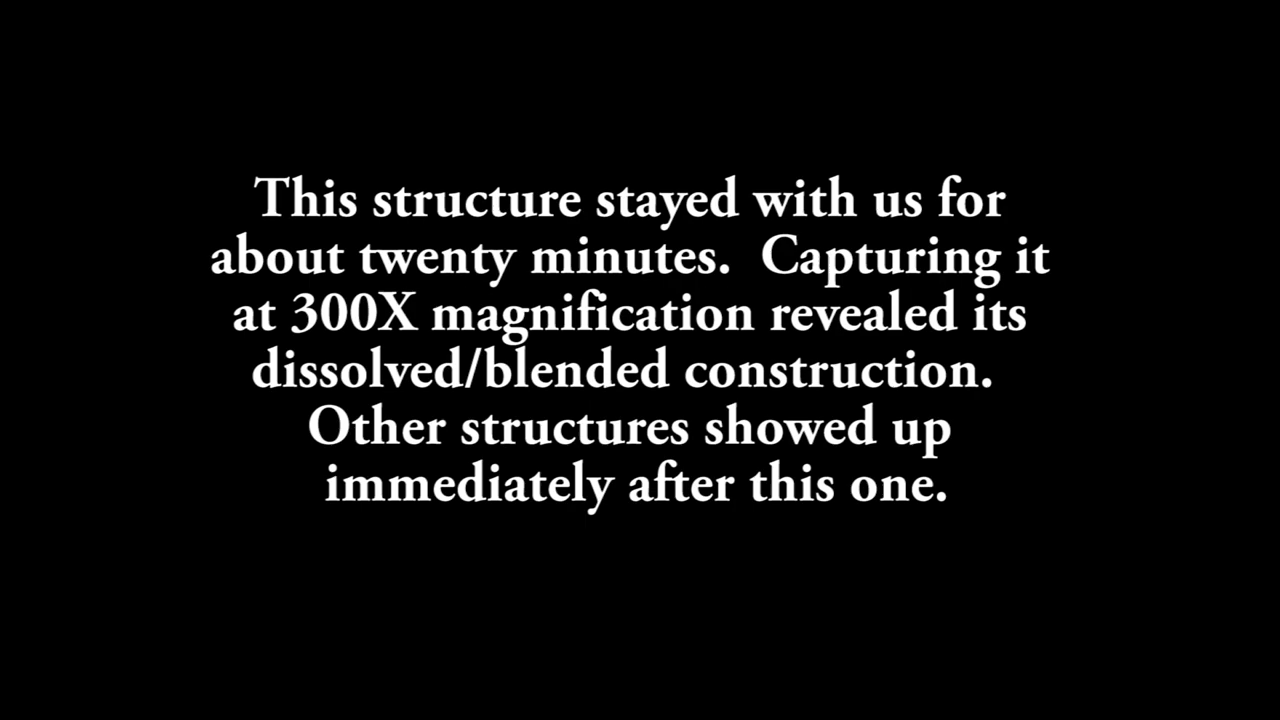 This structure stayed with us for
about twenty minutes.  Capturing it
at 300X magnification revealed its
dissolved/blended construction.
Other structures showed up
immediately after this one.